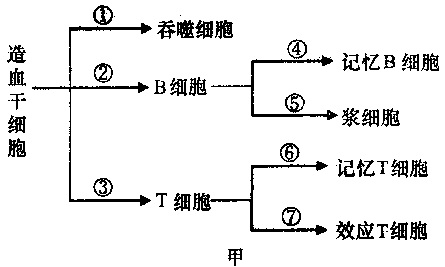 造血干细胞
① 吞噬细胞
② B细胞
③ T细胞
④ 记忆B细胞
⑤ 浆细胞
⑥ 记忆T细胞
⑦ 效应T细胞
甲